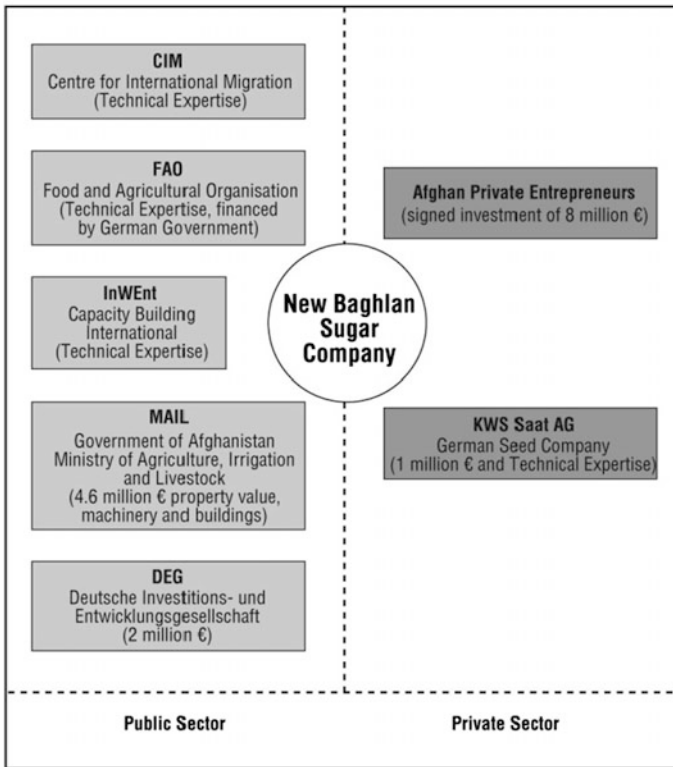 CIM
Centre for International Migration
(Technical Expertise)
FAO
Food and Agricultural Organisation
(Technical Expertise, financed
by German Government)
InWEnt
Capacity Building
International
(Technical Expertise)
MAIL
Government of Afghanistan
Ministry of Agriculture, Irrigation
and Livestock
(4.6 million € property value,
machinery and buildings)
DEG
Deutsche Investitions- und
Entwicklungsgesellschaft
(2 million €)
New Baghlan
Sugar
Company
Afghan Private Entrepreneurs
(signed investment of 8 million €)
KWS Saat AG
German Seed Company
(1 million € and Technical Expertise)
Public Sector
Private Sector